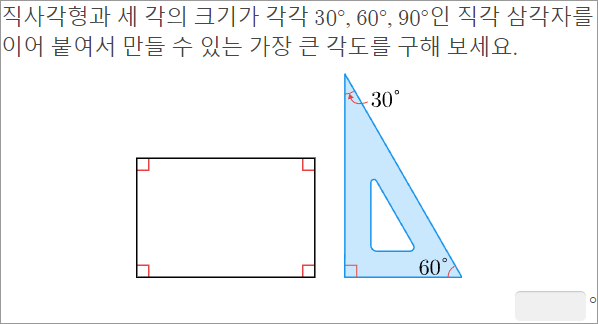 직사각형과 세 각의 크기가 각각 30°, 60°, 90°인 직각 삼각자를
이어 붙여서 만들 수 있는 가장 큰 각도를 구해 보세요.
30°
60°
°